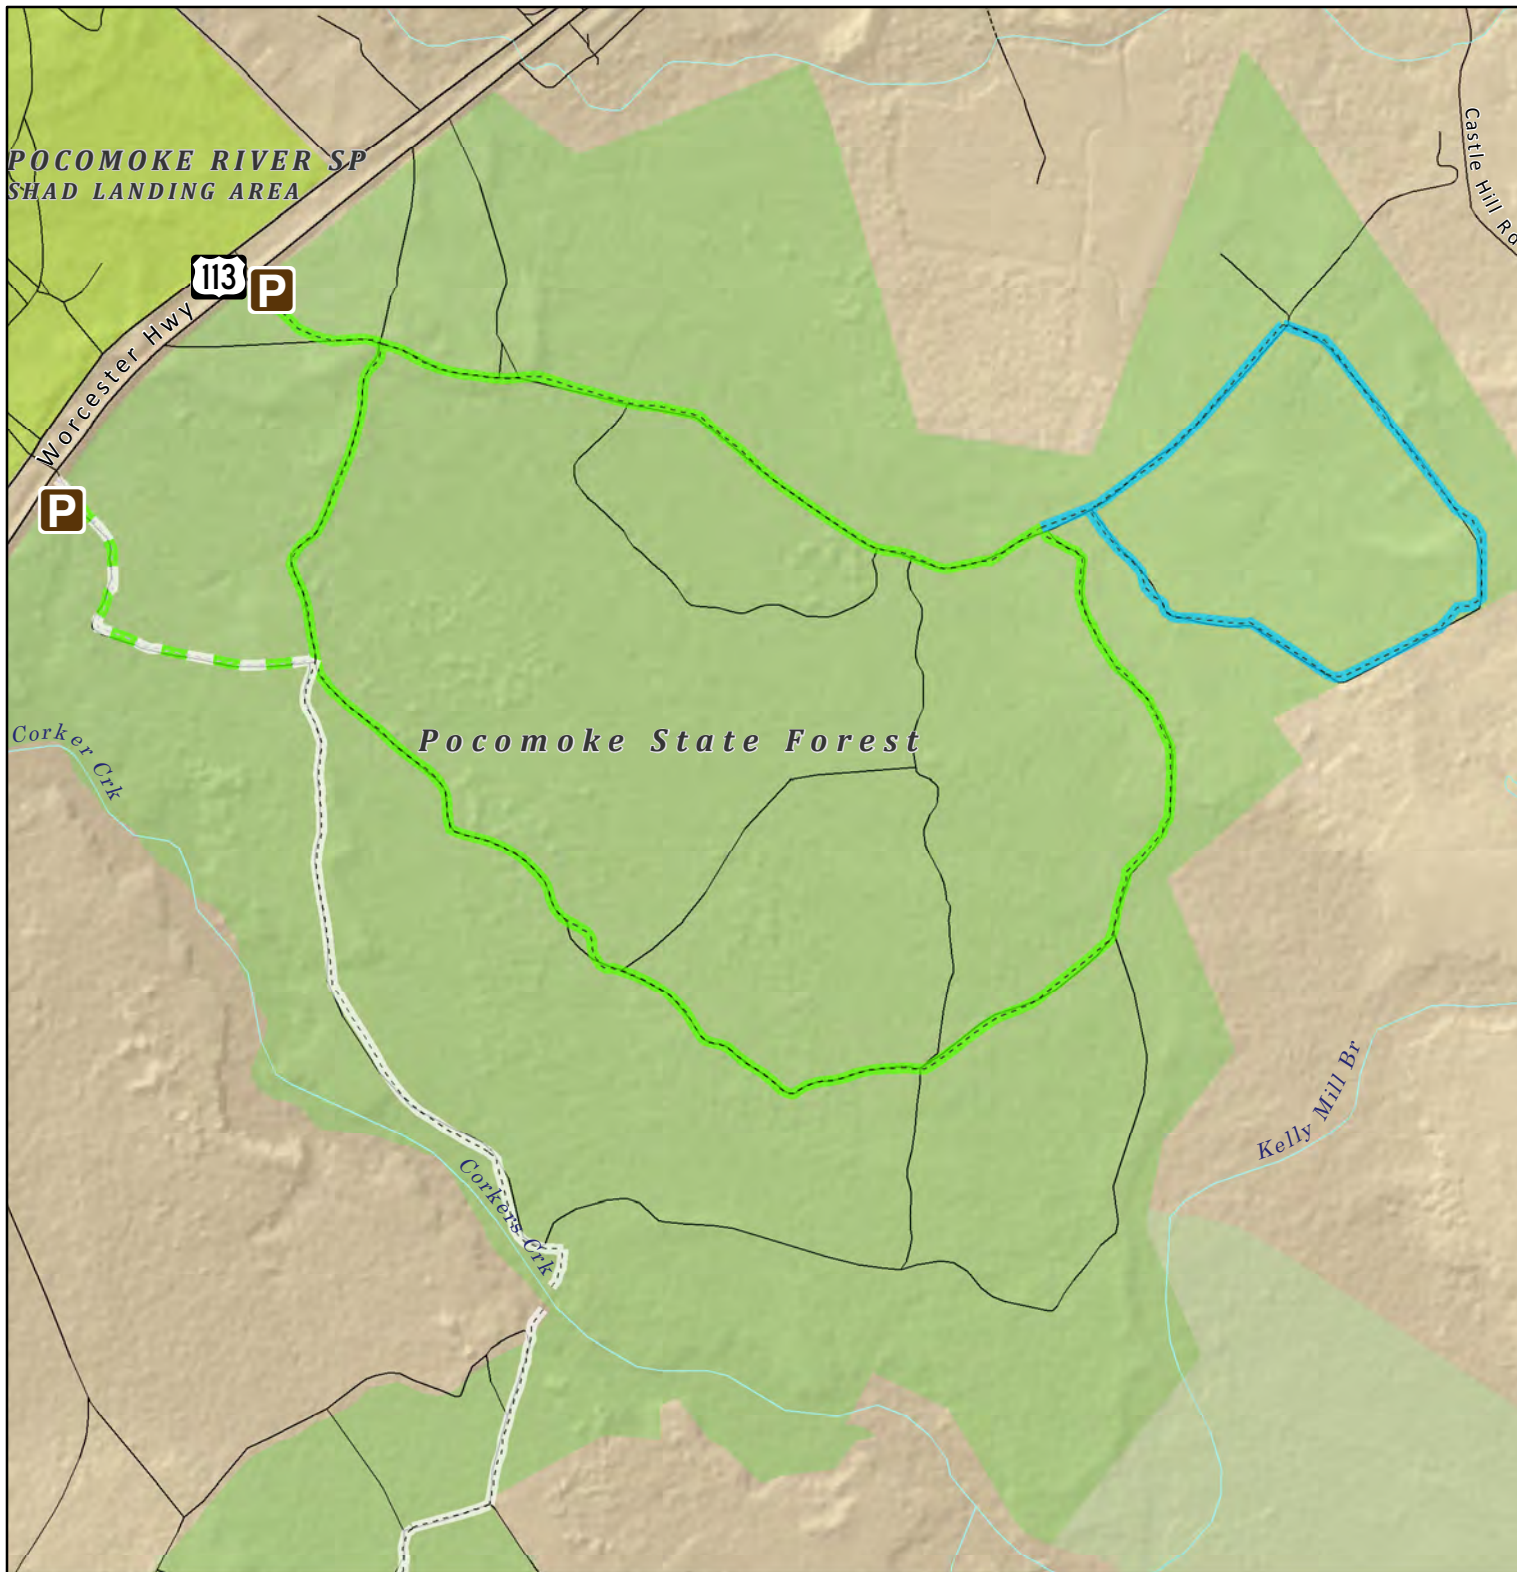 POCOMOKE RIVER SP
SHAD LANDING AREA
113
P
Worcester Hwy
P
Castle Hill Rd
Corker Crk
Pocomoke State Forest
Corkers Crk
Kelly Mill Br